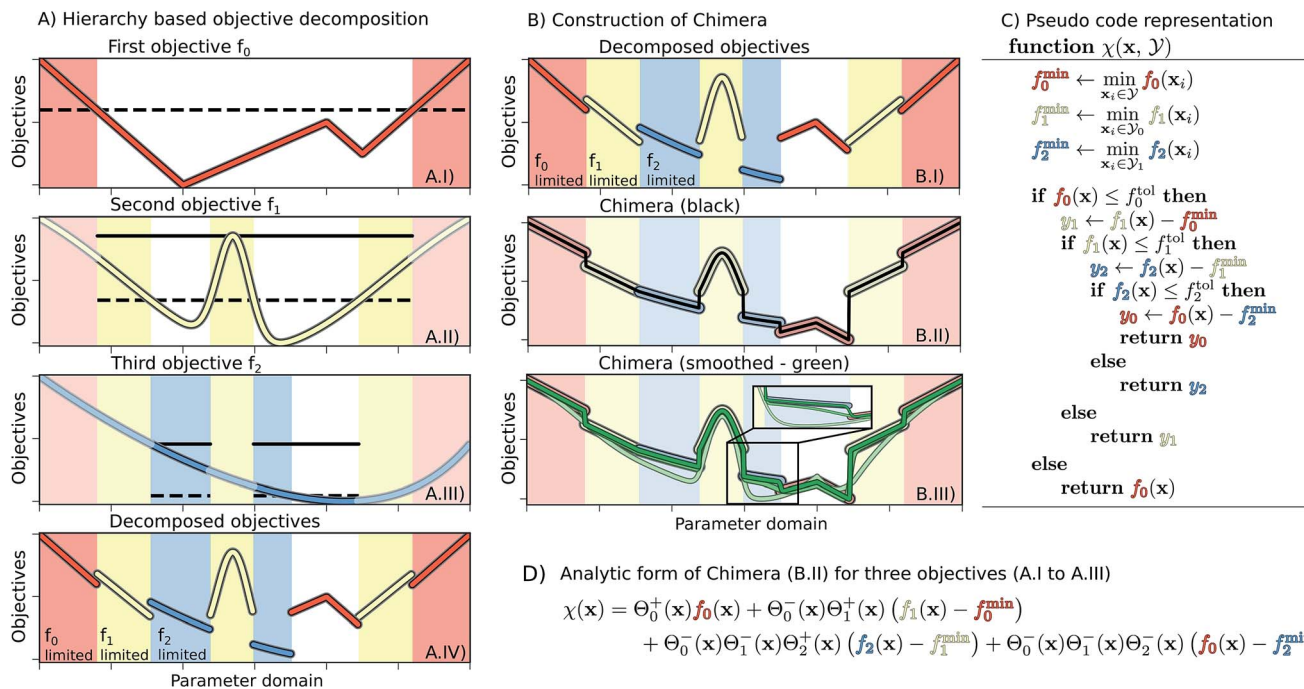 A) Hierarchy based objective decomposition
First objective f₀
Objectives
A.I)
Second objective f₁
Objectives
A.II)
Third objective f₂
Objectives
A.III)
Decomposed objectives
Objectives
f₀ limited
f₁ limited
f₂ limited
A.IV)
Parameter domain
B) Construction of Chimera
Decomposed objectives
Objectives
f₀ limited
f₁ limited
f₂ limited
B.I)
Chimera (black)
Objectives
B.II)
Chimera (smoothed - green)
Objectives
B.III)
Parameter domain
C) Pseudo code representation
function χ(x, 𝒴)
f₀^min ← min_{xᵢ∈𝒴} f₀(xᵢ)
f₁^min ← min_{xᵢ∈𝒴₀} f₁(xᵢ)
f₂^min ← min_{xᵢ∈𝒴₁} f₂(xᵢ)
if f₀(x) ≤ f₀^tol then
y₁ ← f₁(x) − f₀^min
if f₁(x) ≤ f₁^tol then
y₂ ← f₂(x) − f₁^min
if f₂(x) ≤ f₂^tol then
y₀ ← f₀(x) − f₂^min
return y₀
else
return y₂
else
return y₁
else
return f₀(x)
D) Analytic form of Chimera (B.II) for three objectives (A.I to A.III)
χ(x) = Θ₀⁺(x)f₀(x) + Θ₀⁻(x)Θ₁⁺(x) (f₁(x) − f₀^min)
+ Θ₀⁻(x)Θ₁⁻(x)Θ₂⁺(x) (f₂(x) − f₁^min) + Θ₀⁻(x)Θ₁⁻(x)Θ₂⁻(x) (f₀(x) − f₂^mi